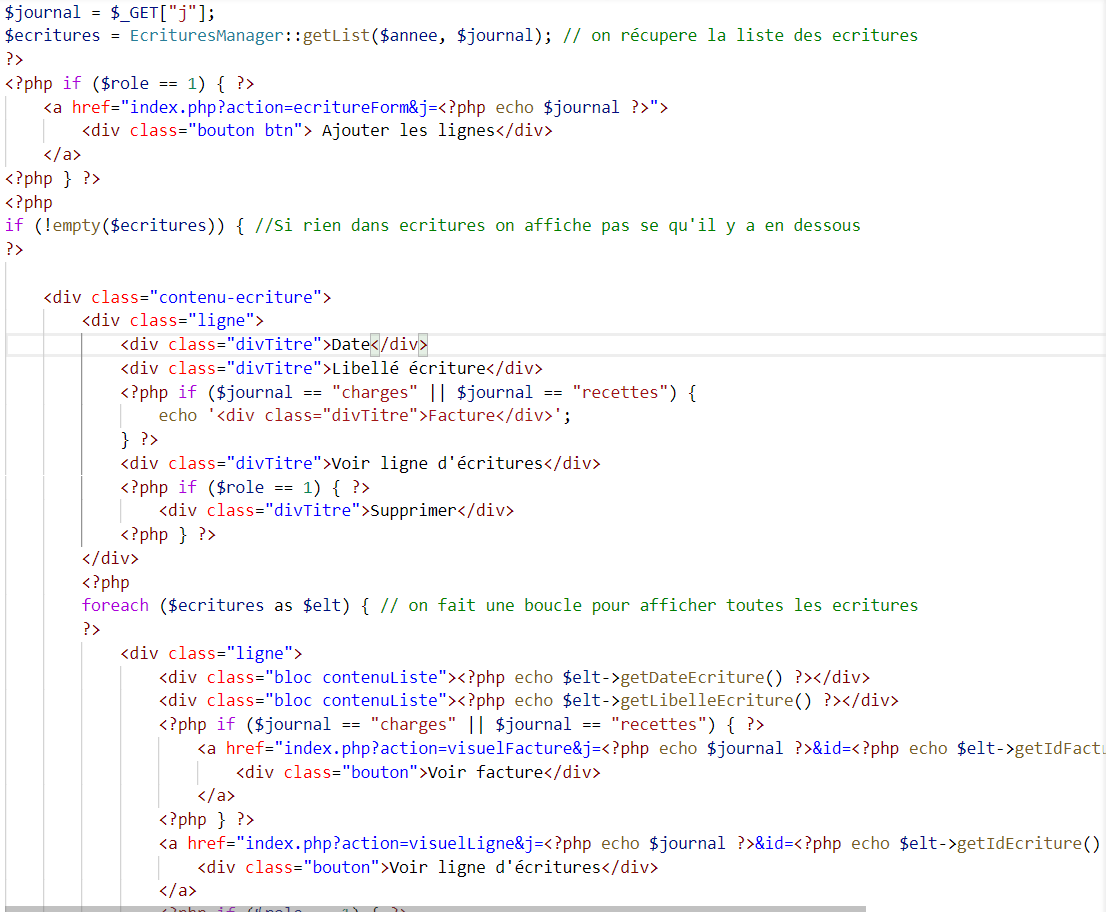 $journal = $_GET["j"];
$ecritures = EcrituresManager::getList($annee, $journal); // on récupere la liste des ecritures
?>
<?php if ($role == 1) { ?>
    <a href="index.php?action=ecritureForm&j=<?php echo $journal ?>">
        <div class="bouton btn"> Ajouter les lignes</div>
    </a>
<?php } ?>
<?php
if (!empty($ecritures)) { //Si rien dans ecritures on affiche pas se qu'il y a en dessous
?>

    <div class="contenu-ecriture">
        <div class="ligne">
            <div class="divTitre">Date</div>
            <div class="divTitre">Libellé écriture</div>
            <?php if ($journal == "charges" || $journal == "recettes") {
                echo '<div class="divTitre">Facture</div>';
            } ?>
            <div class="divTitre">Voir ligne d'écritures</div>
            <?php if ($role == 1) { ?>
                <div class="divTitre">Supprimer</div>
            <?php } ?>
        </div>
        <?php
        foreach ($ecritures as $elt) { // on fait une boucle pour afficher toutes les ecritures
        ?>
            <div class="ligne">
                <div class="bloc contenuListe"><?php echo $elt->getDateEcriture() ?></div>
                <div class="bloc contenuListe"><?php echo $elt->getLibelleEcriture() ?></div>
                <?php if ($journal == "charges" || $journal == "recettes") { ?>
                    <a href="index.php?action=visuelFacture&j=<?php echo $journal ?>&id=<?php echo $elt->getIdFactu
                        <div class="bouton">Voir facture</div>
                    </a>
                <?php } ?>
                <a href="index.php?action=visuelLigne&j=<?php echo $journal ?>&id=<?php echo $elt->getIdEcriture()
                    <div class="bouton">Voir ligne d'écritures</div>
                </a>
                <?php if ($role == 1) { ?>